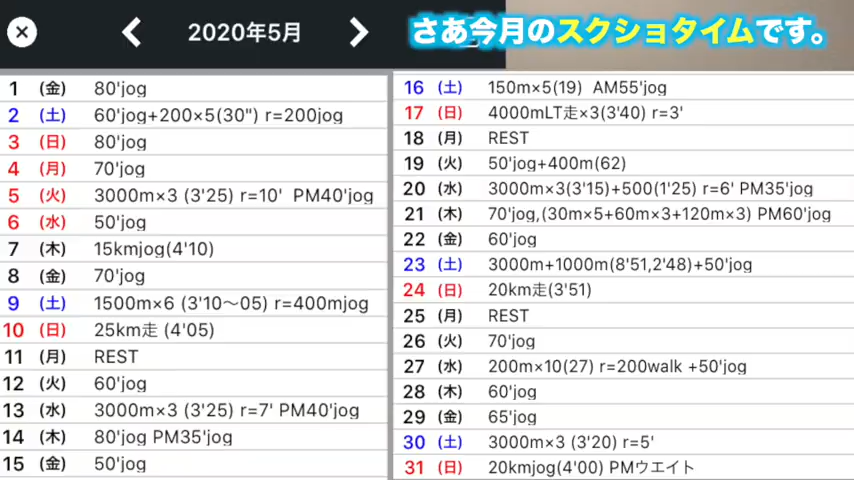 2020年5月
さあ今月のスクショタイムです。
1 (金) 80'jog
2 (土) 60'jog+200×5(30") r=200jog
3 (日) 80'jog
4 (月) 70'jog
5 (火) 3000m×3 (3'25) r=10' PM40'jog
6 (水) 50'jog
7 (木) 15kmjog(4'10)
8 (金) 70'jog
9 (土) 1500m×6 (3'10〜05) r=400mjog
10 (日) 25km走 (4'05)
11 (月) REST
12 (火) 60'jog
13 (水) 3000m×3 (3'25) r=7' PM40'jog
14 (木) 80'jog PM35'jog
15 (金) 50'jog
16 (土) 150m×5(19) AM55'jog
17 (日) 4000mLT走×3(3'40) r=3'
18 (月) REST
19 (火) 50'jog+400m(62)
20 (水) 3000m×3(3'15)+500(1'25) r=6' PM35'jog
21 (木) 70'jog,(30m×5+60m×3+120m×3) PM60'jog
22 (金) 60'jog
23 (土) 3000m+1000m(8'51,2'48)+50'jog
24 (日) 20km走(3'51)
25 (月) REST
26 (火) 70'jog
27 (水) 200m×10(27) r=200walk +50'jog
28 (木) 60'jog
29 (金) 65'jog
30 (土) 3000m×3 (3'20) r=5'
31 (日) 20kmjog(4'00) PMウエイト